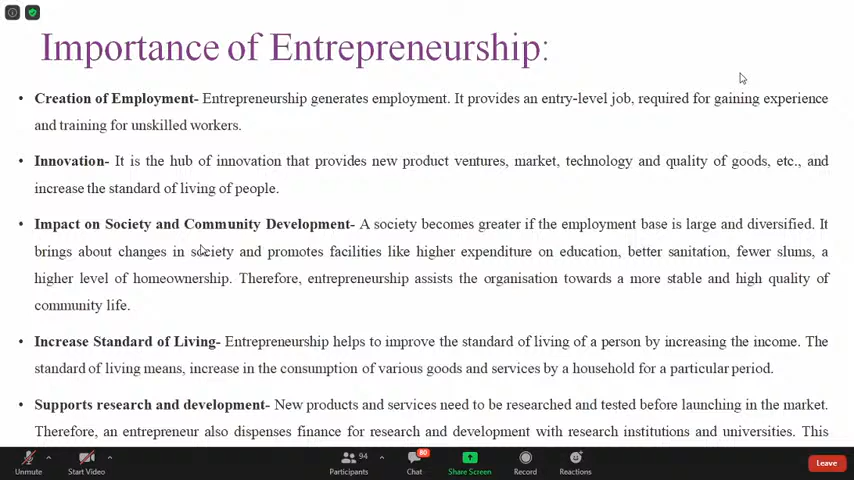 Importance of Entrepreneurship:
• Creation of Employment- Entrepreneurship generates employment. It provides an entry-level job, required for gaining experience
and training for unskilled workers.
• Innovation- It is the hub of innovation that provides new product ventures, market, technology and quality of goods, etc., and
increase the standard of living of people.
• Impact on Society and Community Development- A society becomes greater if the employment base is large and diversified. It
brings about changes in society and promotes facilities like higher expenditure on education, better sanitation, fewer slums, a
higher level of homeownership. Therefore, entrepreneurship assists the organisation towards a more stable and high quality of
community life.
• Increase Standard of Living- Entrepreneurship helps to improve the standard of living of a person by increasing the income. The
standard of living means, increase in the consumption of various goods and services by a household for a particular period.
• Supports research and development- New products and services need to be researched and tested before launching in the market.
Therefore, an entrepreneur also dispenses finance for research and development with research institutions and universities. This
94 80
Unmute Start Video Participants Chat Share Screen Record Reactions Leave